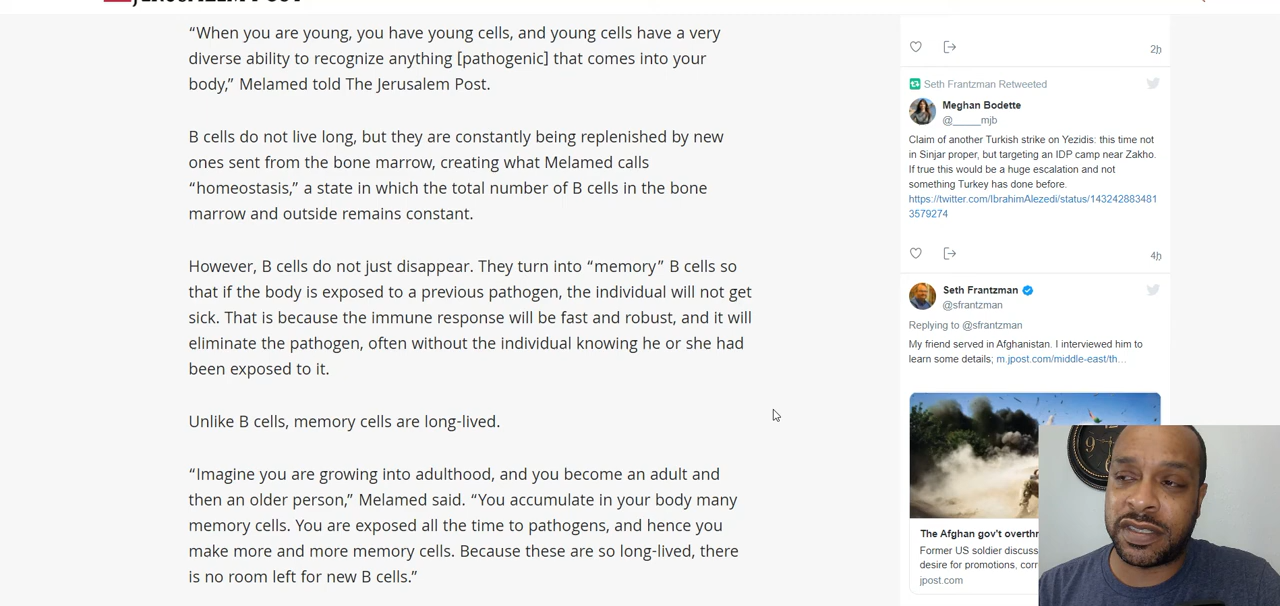 JERUSALEM POST
“When you are young, you have young cells, and young cells have a very
diverse ability to recognize anything [pathogenic] that comes into your
body,” Melamed told The Jerusalem Post.
B cells do not live long, but they are constantly being replenished by new
ones sent from the bone marrow, creating what Melamed calls
“homeostasis,” a state in which the total number of B cells in the bone
marrow and outside remains constant.
However, B cells do not just disappear. They turn into “memory” B cells so
that if the body is exposed to a previous pathogen, the individual will not get
sick. That is because the immune response will be fast and robust, and it will
eliminate the pathogen, often without the individual knowing he or she had
been exposed to it.
Unlike B cells, memory cells are long-lived.
“Imagine you are growing into adulthood, and you become an adult and
then an older person,” Melamed said. “You accumulate in your body many
memory cells. You are exposed all the time to pathogens, and hence you
make more and more memory cells. Because these are so long-lived, there
is no room left for new B cells.”
2h
Seth Frantzman Retweeted
Meghan Bodette
@_____mjb
Claim of another Turkish strike on Yezidis: this time not
in Sinjar proper, but targeting an IDP camp near Zakho.
If true this would be a huge escalation and not
something Turkey has done before.
https://twitter.com/IbrahimAlezedi/status/143242883481
3579274
4h
Seth Frantzman
@sfrantzman
Replying to @sfrantzman
My friend served in Afghanistan. I interviewed him to
learn some details; m.jpost.com/middle-east/th…
The Afghan gov't overthr
Former US soldier discuss
desire for promotions, corr
jpost.com
9